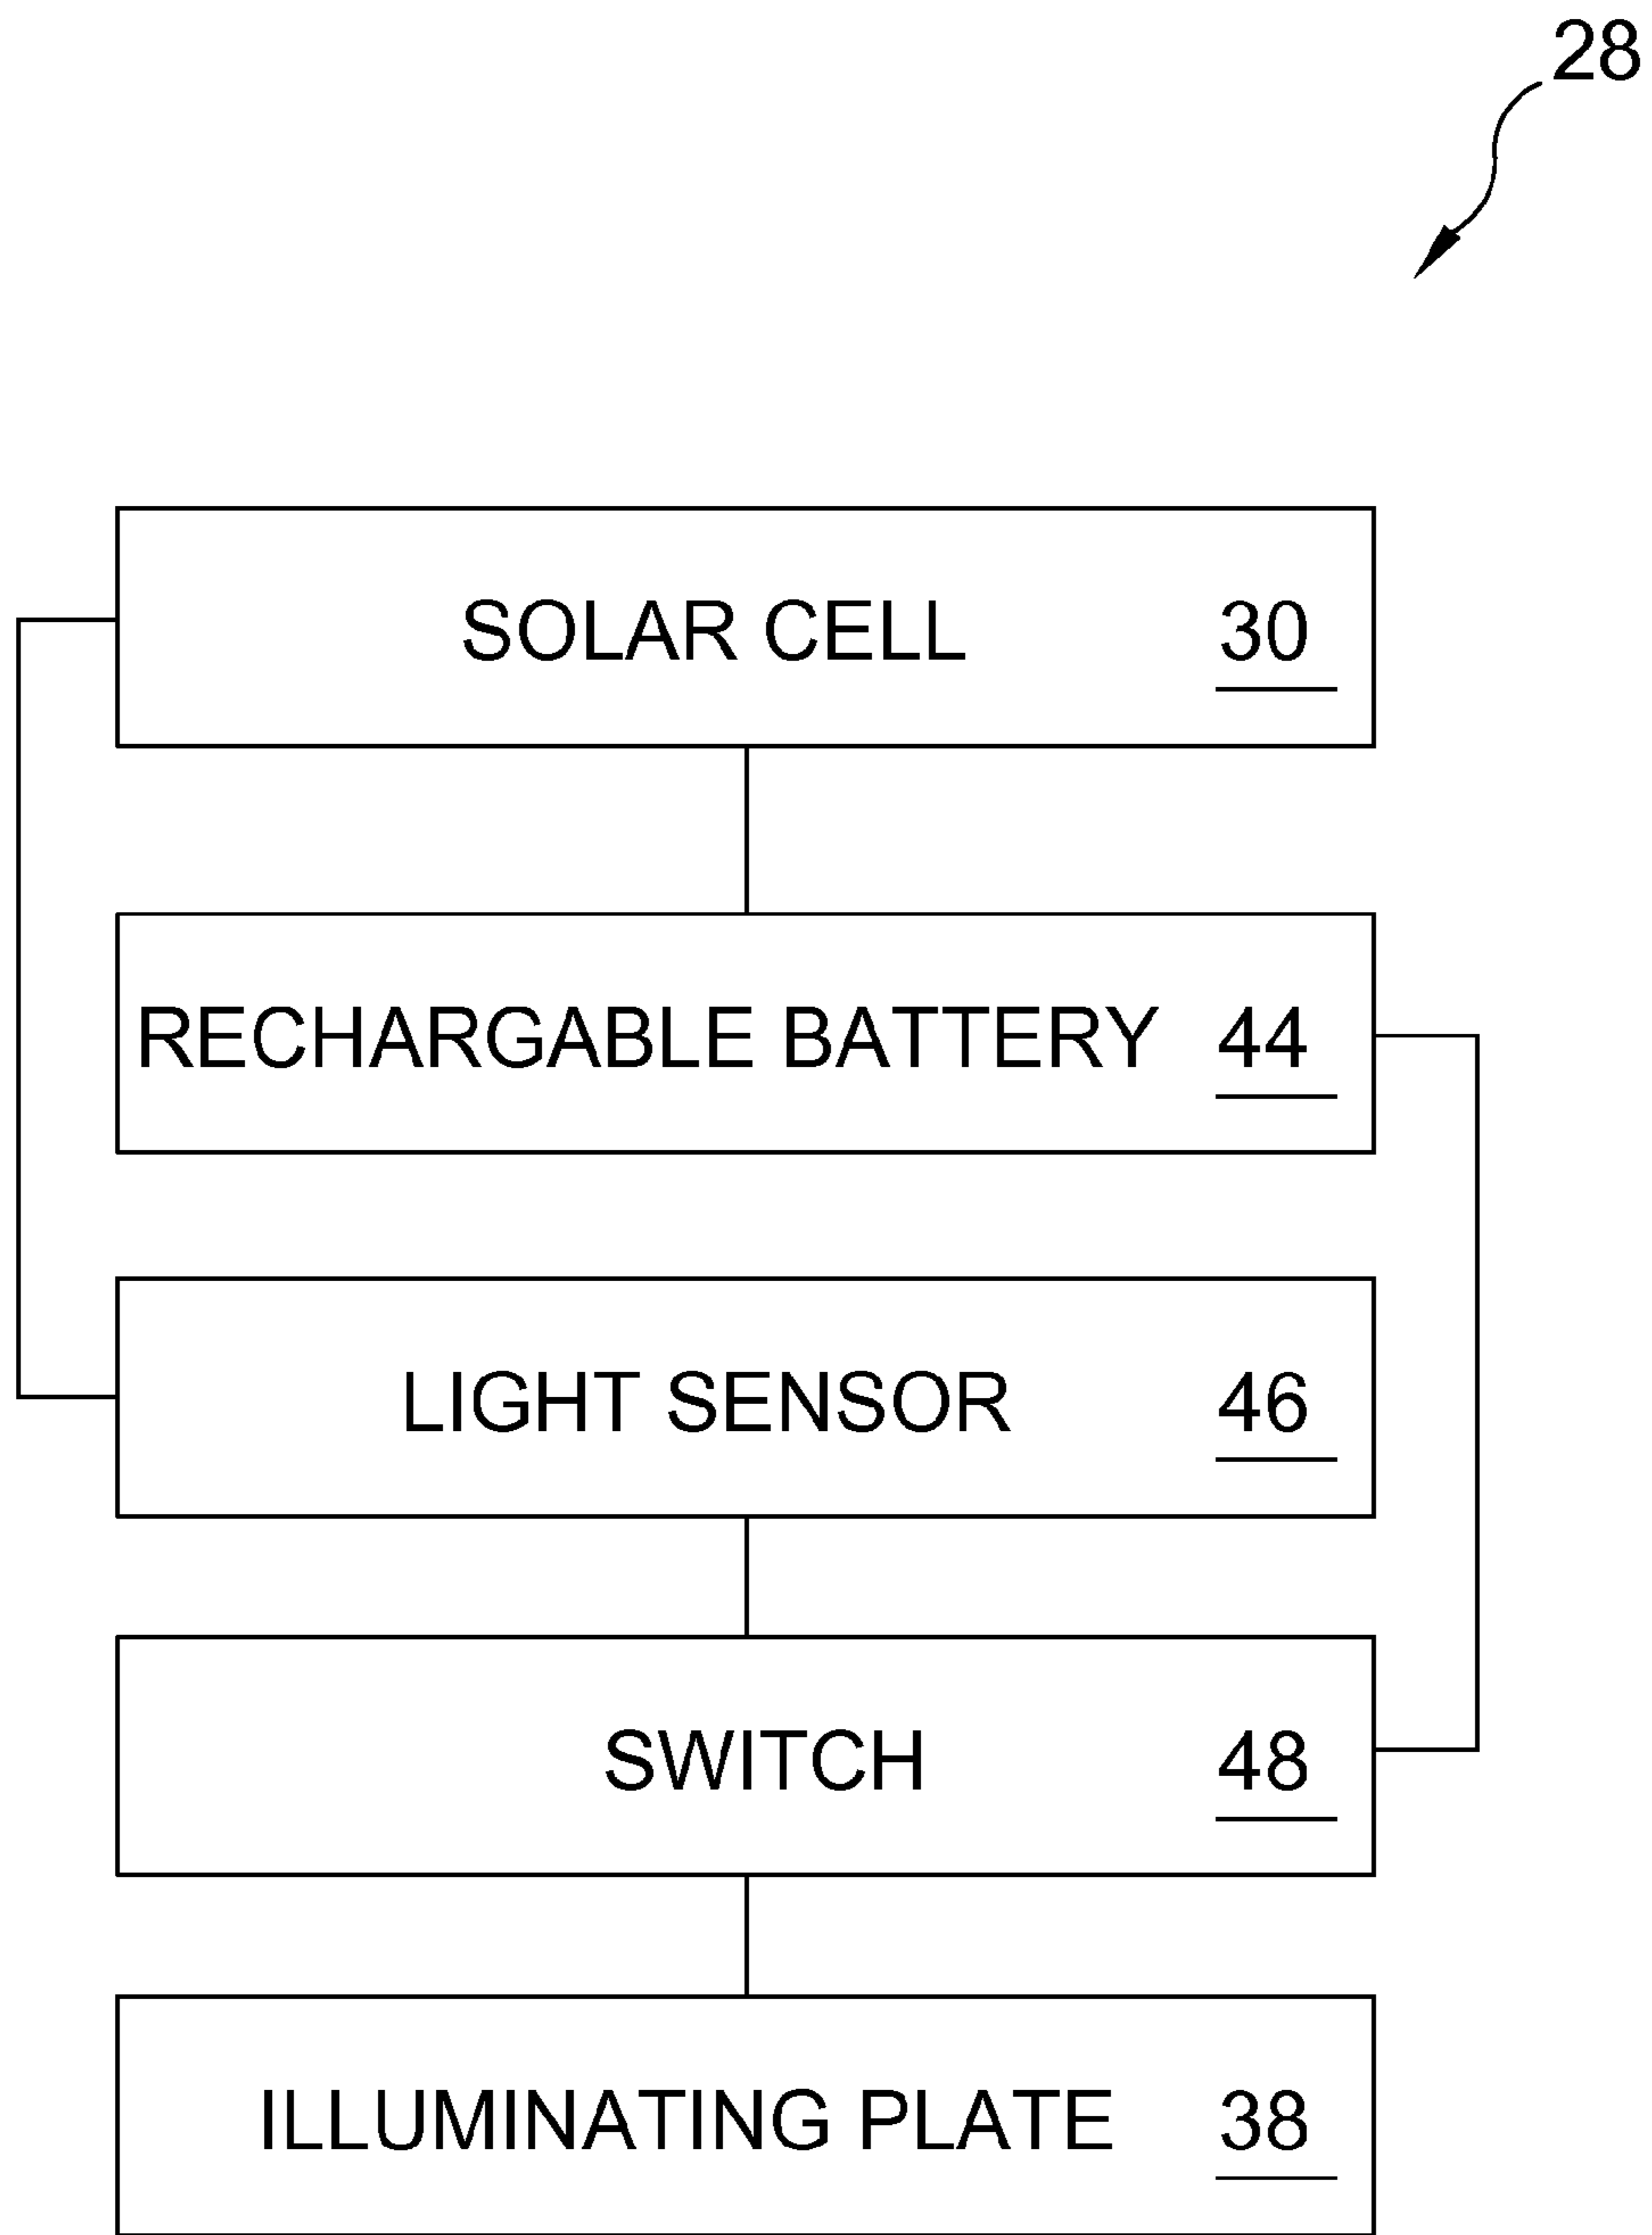 28
SOLAR CELL 30
RECHARGABLE BATTERY 44
LIGHT SENSOR 46
SWITCH 48
ILLUMINATING PLATE 38